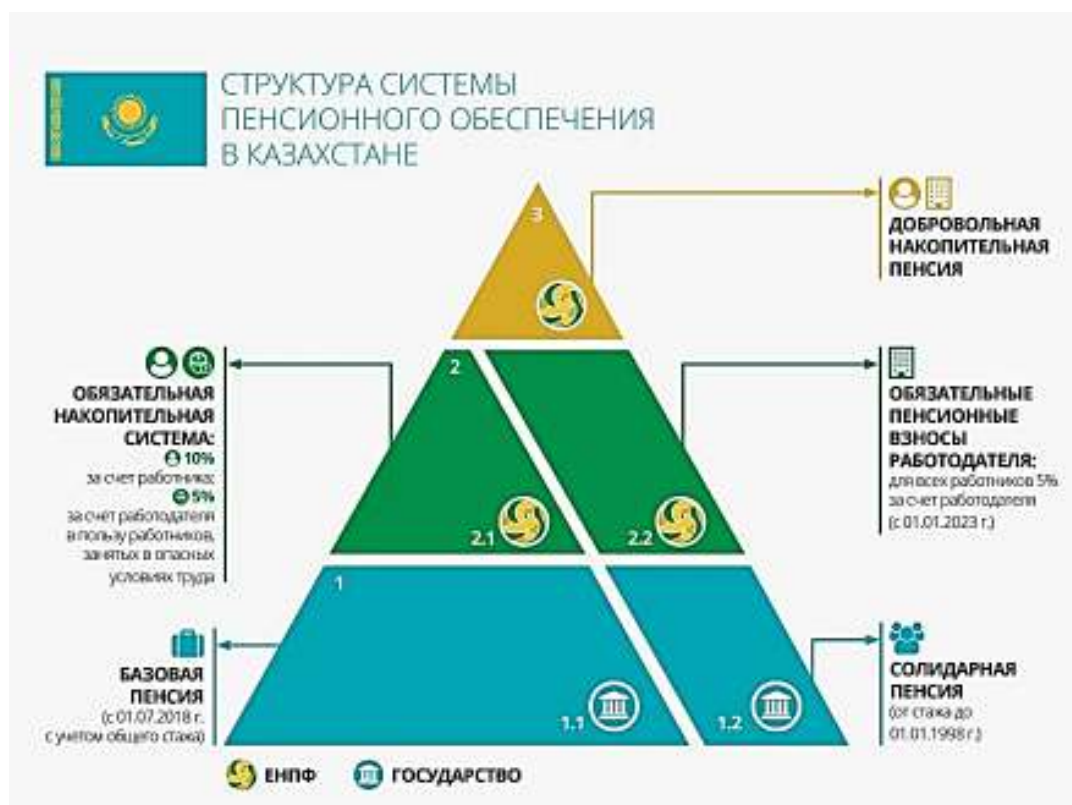 СТРУКТУРА СИСТЕМЫ
ПЕНСИОННОГО ОБЕСПЕЧЕНИЯ
В КАЗАХСТАНЕ
3
ДОБРОВОЛЬНАЯ
НАКОПИТЕЛЬНАЯ
ПЕНСИЯ
ОБЯЗАТЕЛЬНАЯ
НАКОПИТЕЛЬНАЯ
СИСТЕМА:
10%
за счет работника;
5%
за счет работодателя
в пользу работников,
занятых в опасных
условиях труда
2
2.1
2.2
ОБЯЗАТЕЛЬНЫЕ
ПЕНСИОННЫЕ
ВЗНОСЫ
РАБОТОДАТЕЛЯ:
для всех работников 5%
за счет работодателя
(с 01.01.2023 г.)
1
БАЗОВАЯ
ПЕНСИЯ
(с 01.07.2018 г.
с учетом общего стажа)
1.1
1.2
СОЛИДАРНАЯ
ПЕНСИЯ
(от стажа до
01.01.1998 г.)
ЕНПФ
ГОСУДАРСТВО